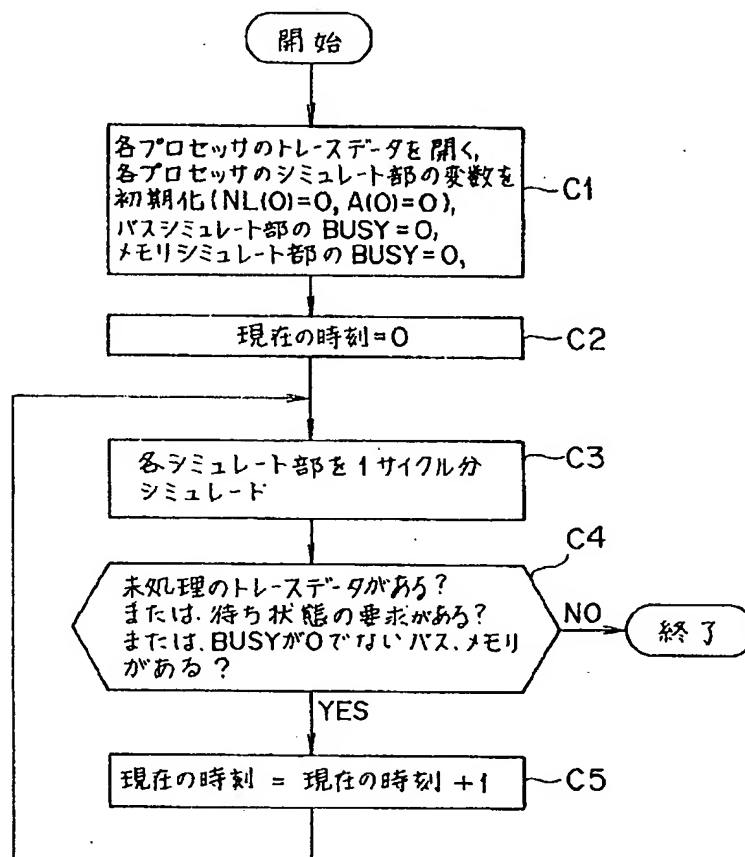 開始
各プロセッサのトレースデータを開く,
各プロセッサのシミュレート部の変数を
初期化(NL(0)=0, A(0)=0),
バスシミュレート部の BUSY=0,
メモリシミュレート部の BUSY=0,
C1
現在の時刻=0
C2
各シミュレート部を1サイクル分
シミュレード
C3
C4
未処理のトレースデータがある?
または、待ち状態の要求がある?
または、BUSYが0でないバス、メモリ
がある?
NO
終了
YES
現在の時刻 = 現在の時刻 +1
C5